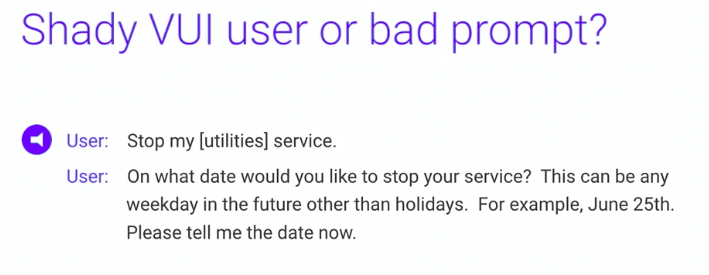 Shady VUI user or bad prompt?
User: Stop my [utilities] service.
User: On what date would you like to stop your service? This can be any
weekday in the future other than holidays. For example, June 25th.
Please tell me the date now.